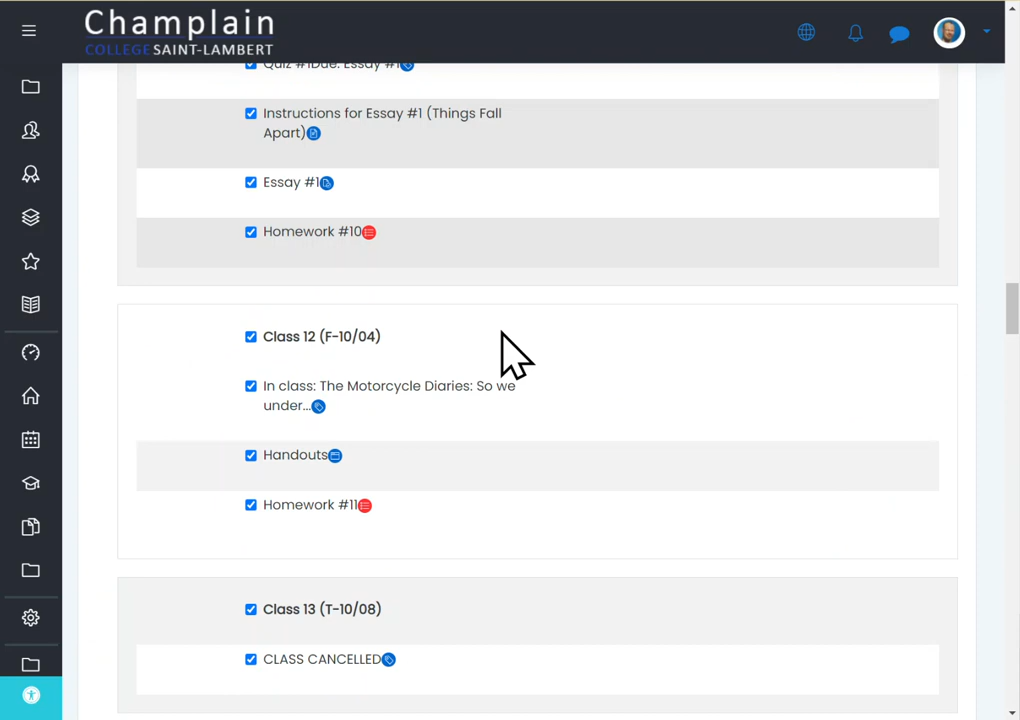 Champlain
COLLEGE SAINT-LAMBERT
Quiz #1Due: Essay #1
Instructions for Essay #1 (Things Fall
Apart)
Essay #1
Homework #10
Class 12 (F-10/04)
In class: The Motorcycle Diaries: So we
under...
Handouts
Homework #11
Class 13 (T-10/08)
CLASS CANCELLED